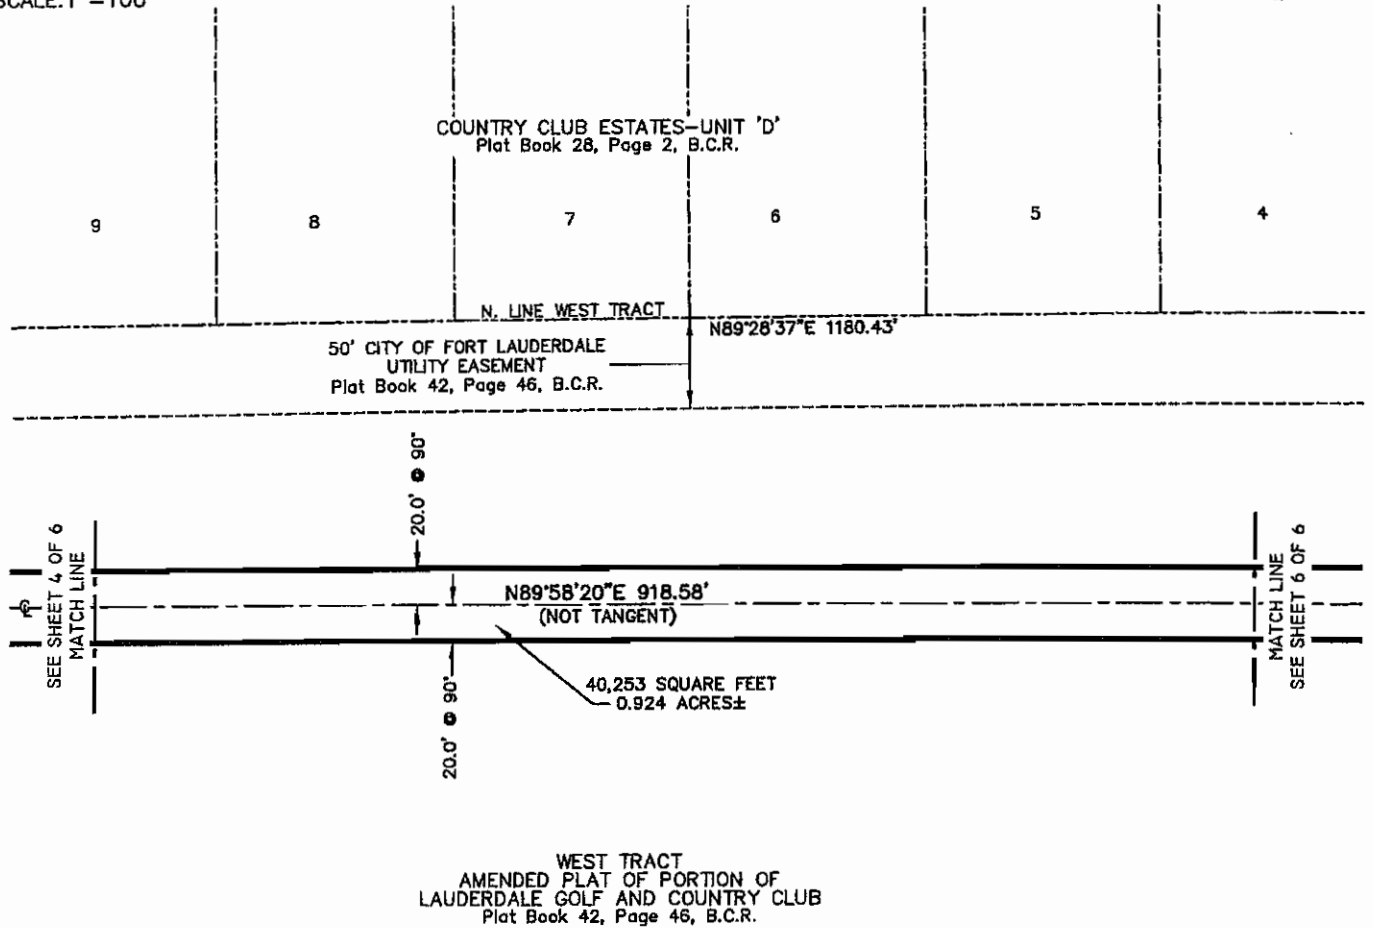 SCALE:1"=100'
COUNTRY CLUB ESTATES-UNIT 'D'
Plat Book 28, Page 2, B.C.R.
9
8
7
6
5
4
N. LINE WEST TRACT
N89°28'37"E 1180.43'
50' CITY OF FORT LAUDERDALE
UTILITY EASEMENT
Plat Book 42, Page 46, B.C.R.
20.0' @ 90°
SEE SHEET 4 OF 6
MATCH LINE
N89°58'20"E 918.58'
(NOT TANGENT)
MATCH LINE
SEE SHEET 6 OF 6
40,253 SQUARE FEET
0.924 ACRES±
20.0' @ 90°
WEST TRACT
AMENDED PLAT OF PORTION OF
LAUDERDALE GOLF AND COUNTRY CLUB
Plat Book 42, Page 46, B.C.R.